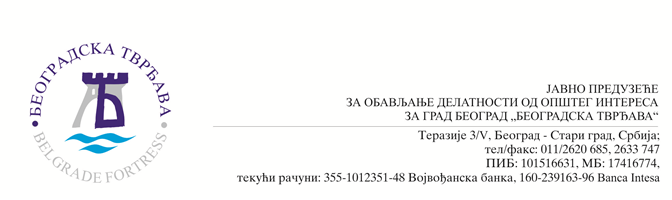 БЕОГРАДСКА ТВРЂАВА
BELGRADE FORTRESS
ЈАВНО ПРЕДУЗЕЋЕ
ЗА ОБАВЉАЊЕ ДЕЛАТНОСТИ ОД ОПШТЕГ ИНТЕРЕСА
ЗА ГРАД БЕОГРАД „БЕОГРАДСКА ТВРЂАВА“
Теразије 3/V, Београд - Стари град, Србија;
тел/факс: 011/2620 685, 2633 747
ПИБ: 101516631, МБ: 17416774,
текући рачуни: 355-1012351-48 Војвођанска банка, 160-239163-96 Banca Intesa